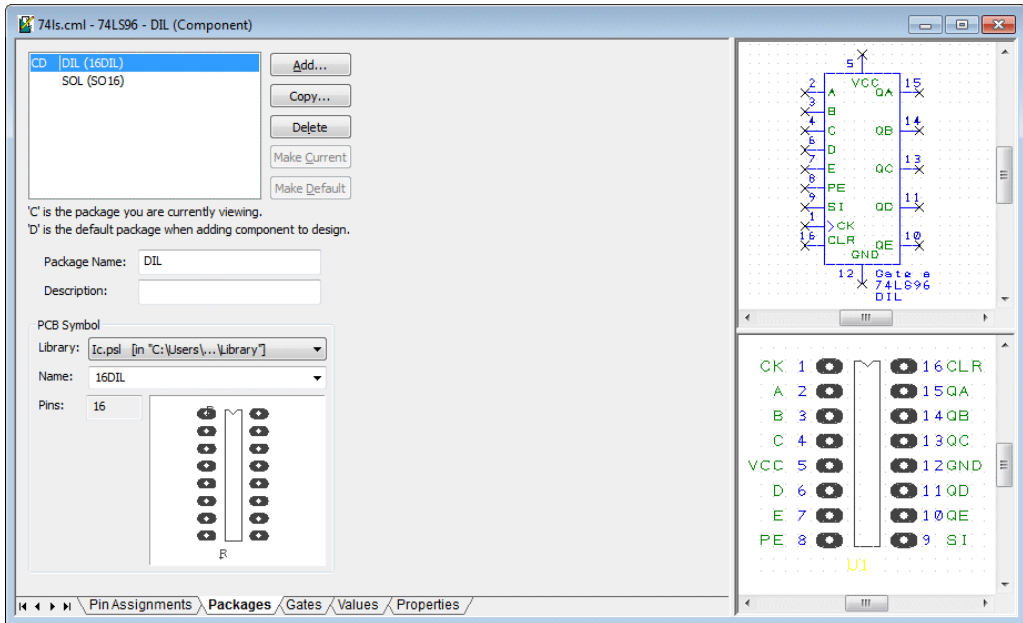 74ls.cml - 74LS96 - DIL (Component)
CD DIL (16DIL)
SOL (SO16)
Add...
Copy...
Delete
Make Current
Make Default
'C' is the package you are currently viewing.
'D' is the default package when adding component to design.
Package Name: DIL
Description:
PCB Symbol
Library: Ic.psl [in "C:\Users\...\Library"]
Name: 16DIL
Pins: 16
R
Pin Assignments Packages Gates Values Properties
5
VCC
2 A QA 15
3 B
4 C QB 14
6 D
7 E QC 13
8 PE
9 SI QD 11
1 CK
16 CLR QE 10
GND
12 Gate a
74LS96
DIL
CK 1 16 CLR
A 2 15 QA
B 3 14 QB
C 4 13 QC
VCC 5 12 GND
D 6 11 QD
E 7 10 QE
PE 8 9 SI
U1